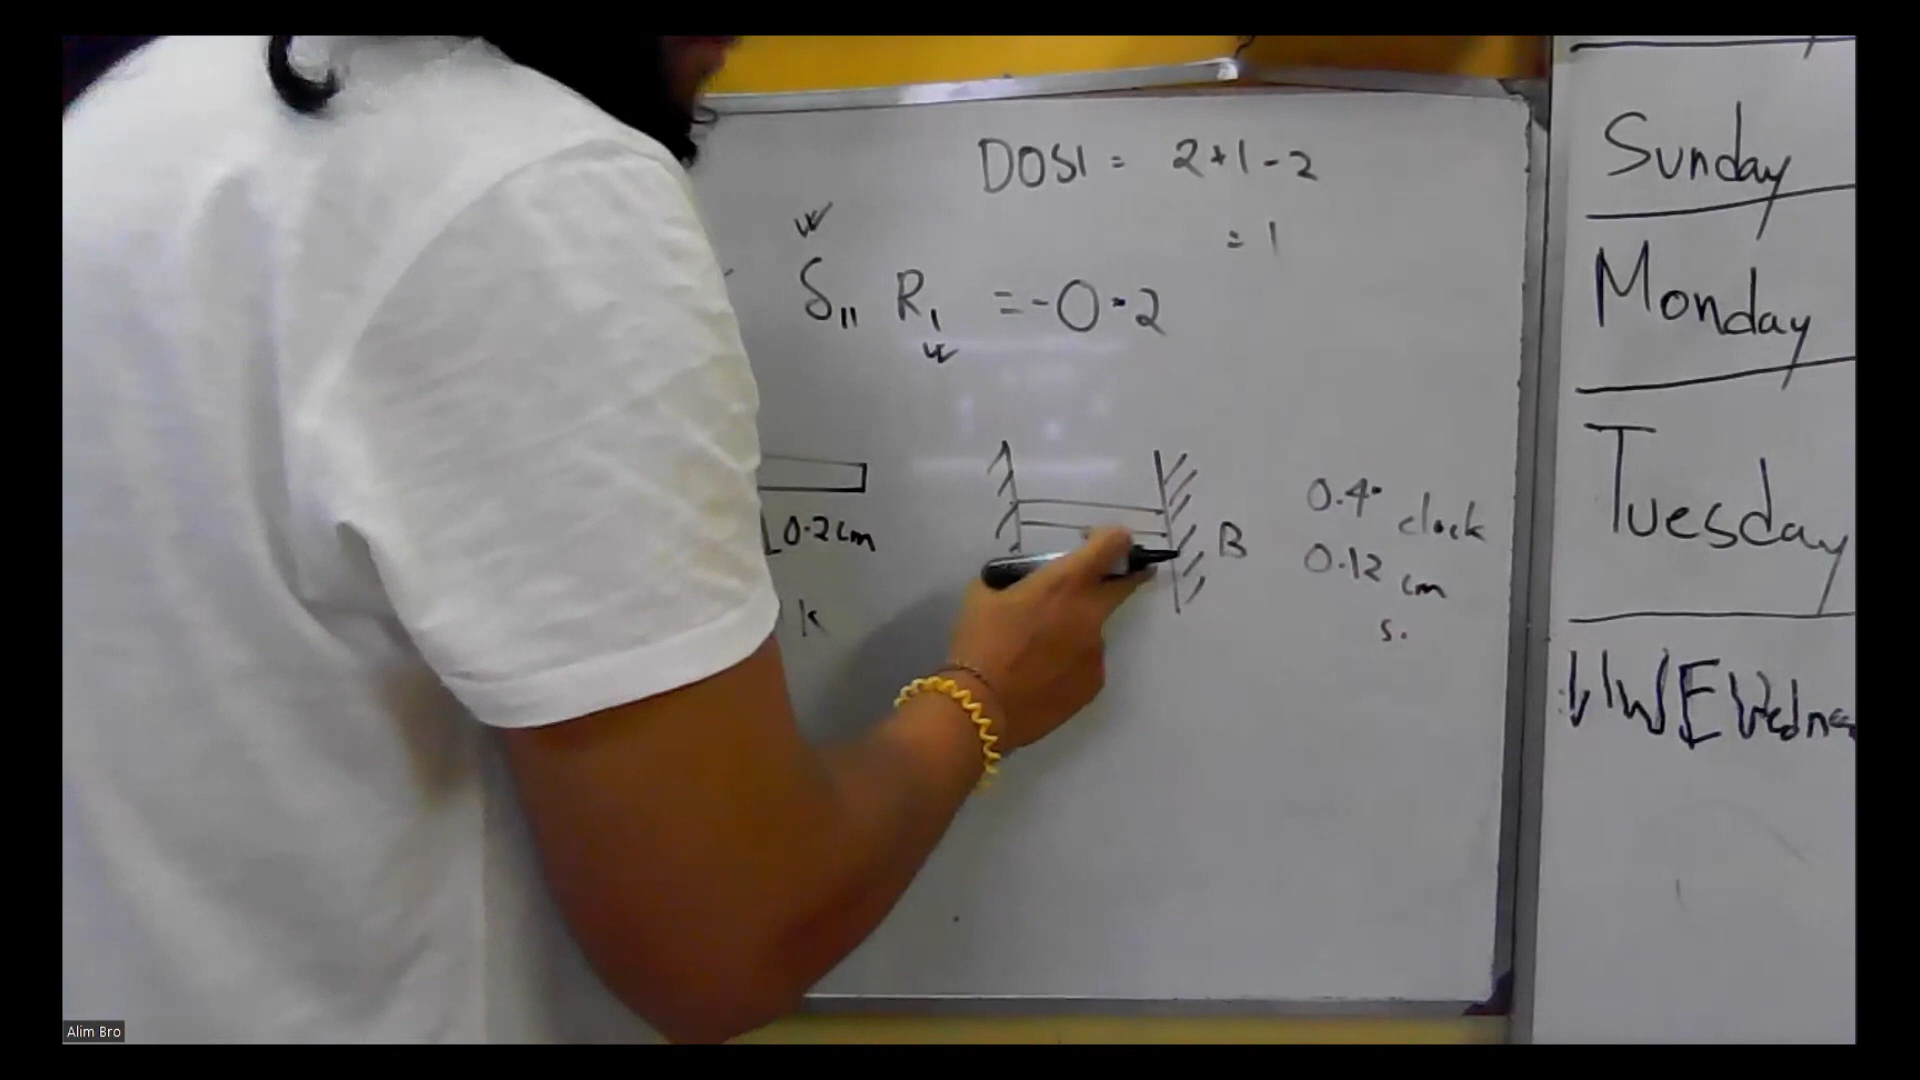 DOSI = 2+1-2
= 1
δ₁₁ R₁ = -0.2
0.2cm
k
B
0.4° clock
0.12 cm
s.
Sunday
Monday
Tuesday
Alim Bro